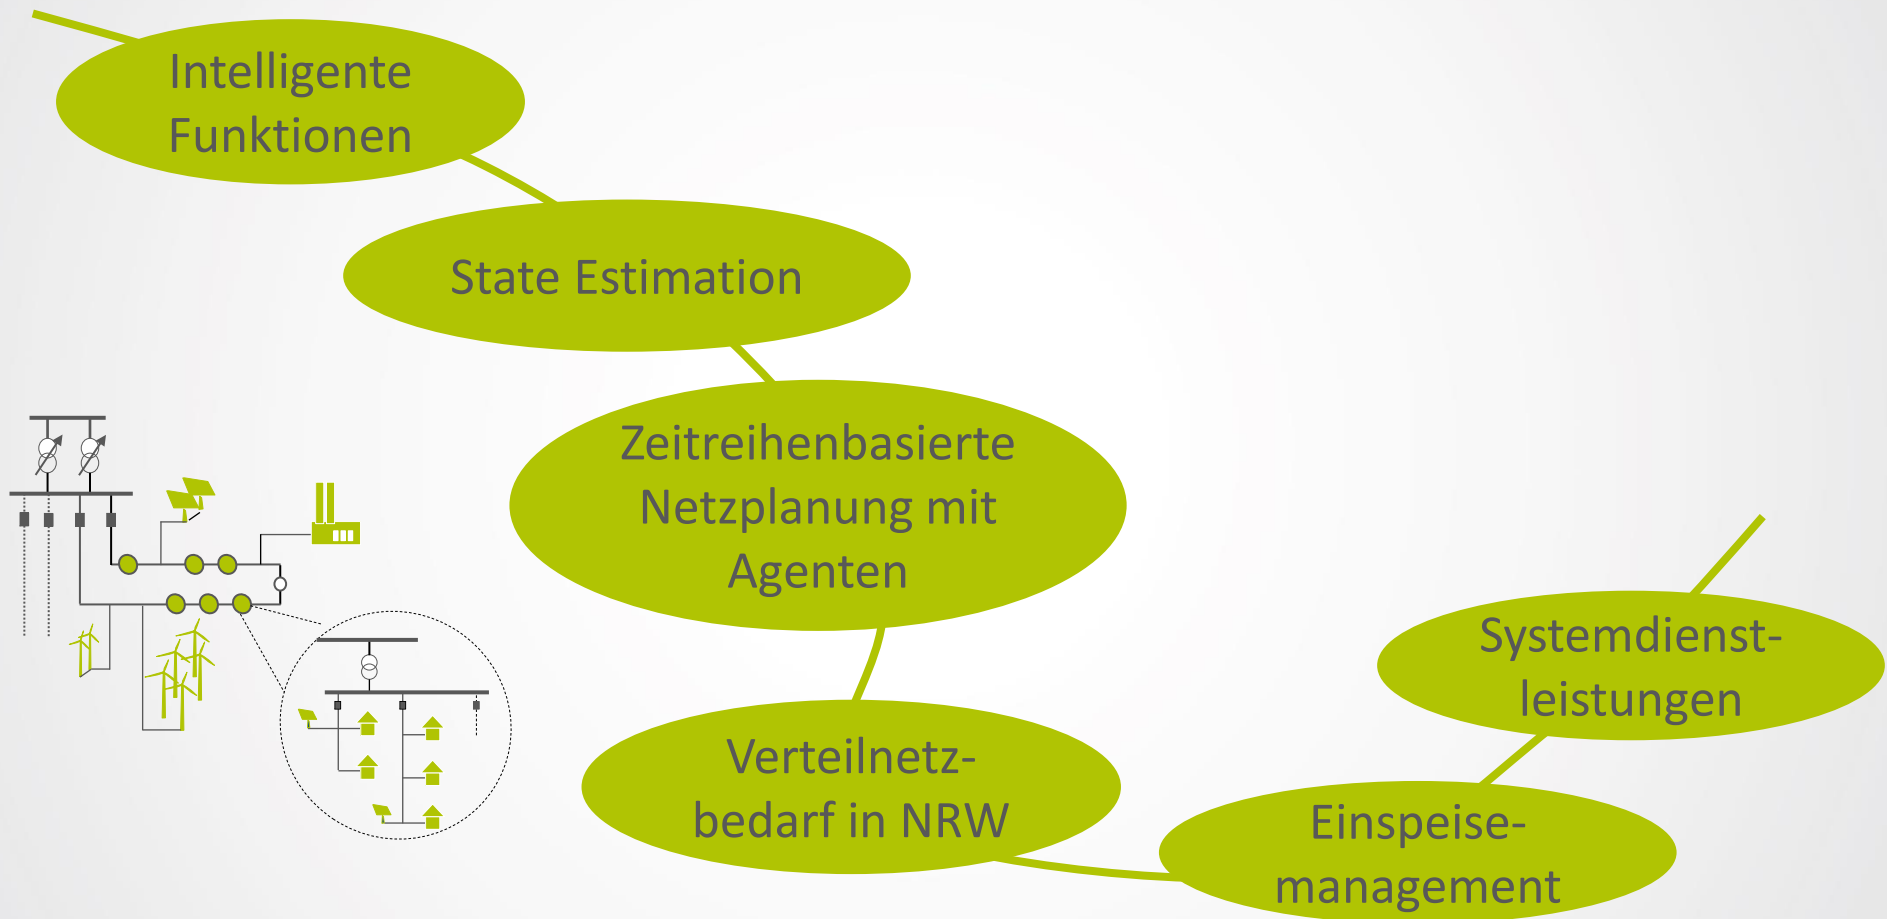 Intelligente
Funktionen
State Estimation
Zeitreihenbasierte
Netzplanung mit
Agenten
Verteilnetz-
bedarf in NRW
Einspeise-
management
Systemdienst-
leistungen